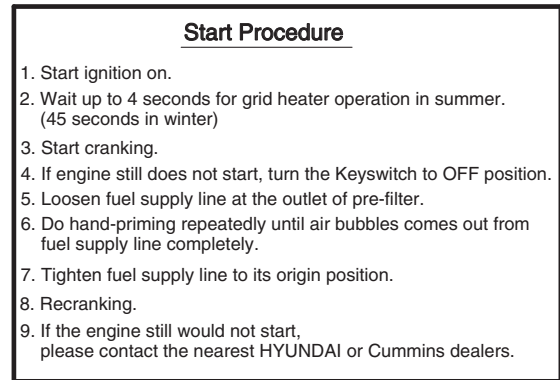 Start Procedure
1. Start ignition on.
2. Wait up to 4 seconds for grid heater operation in summer.
(45 seconds in winter)
3. Start cranking.
4. If engine still does not start, turn the Keyswitch to OFF position.
5. Loosen fuel supply line at the outlet of pre-filter.
6. Do hand-priming repeatedly until air bubbles comes out from
fuel supply line completely.
7. Tighten fuel supply line to its origin position.
8. Recranking.
9. If the engine still would not start,
please contact the nearest HYUNDAI or Cummins dealers.